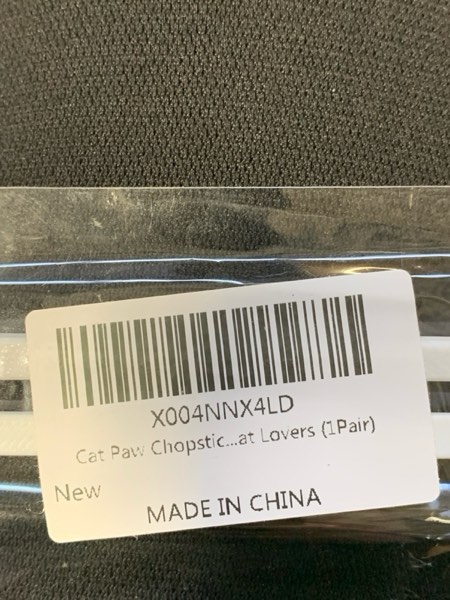 X004NNX4LD
Cat Paw Chopstic...at Lovers (1Pair)
New
MADE IN CHINA